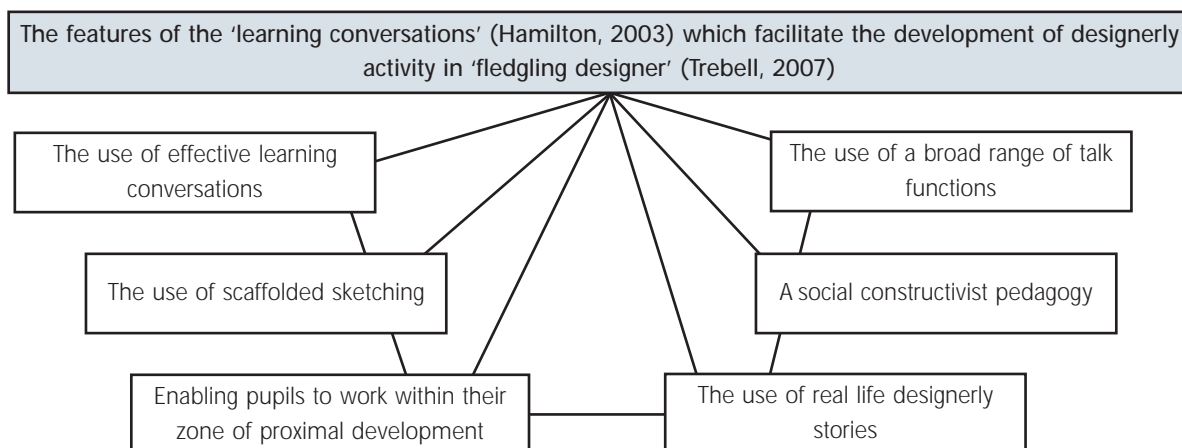 The features of the ‘learning conversations’ (Hamilton, 2003) which facilitate the development of designerly
activity in ‘fledgling designer’ (Trebell, 2007)
The use of effective learning
conversations
The use of a broad range of talk
functions
The use of scaffolded sketching
A social constructivist pedagogy
Enabling pupils to work within their
zone of proximal development
The use of real life designerly
stories